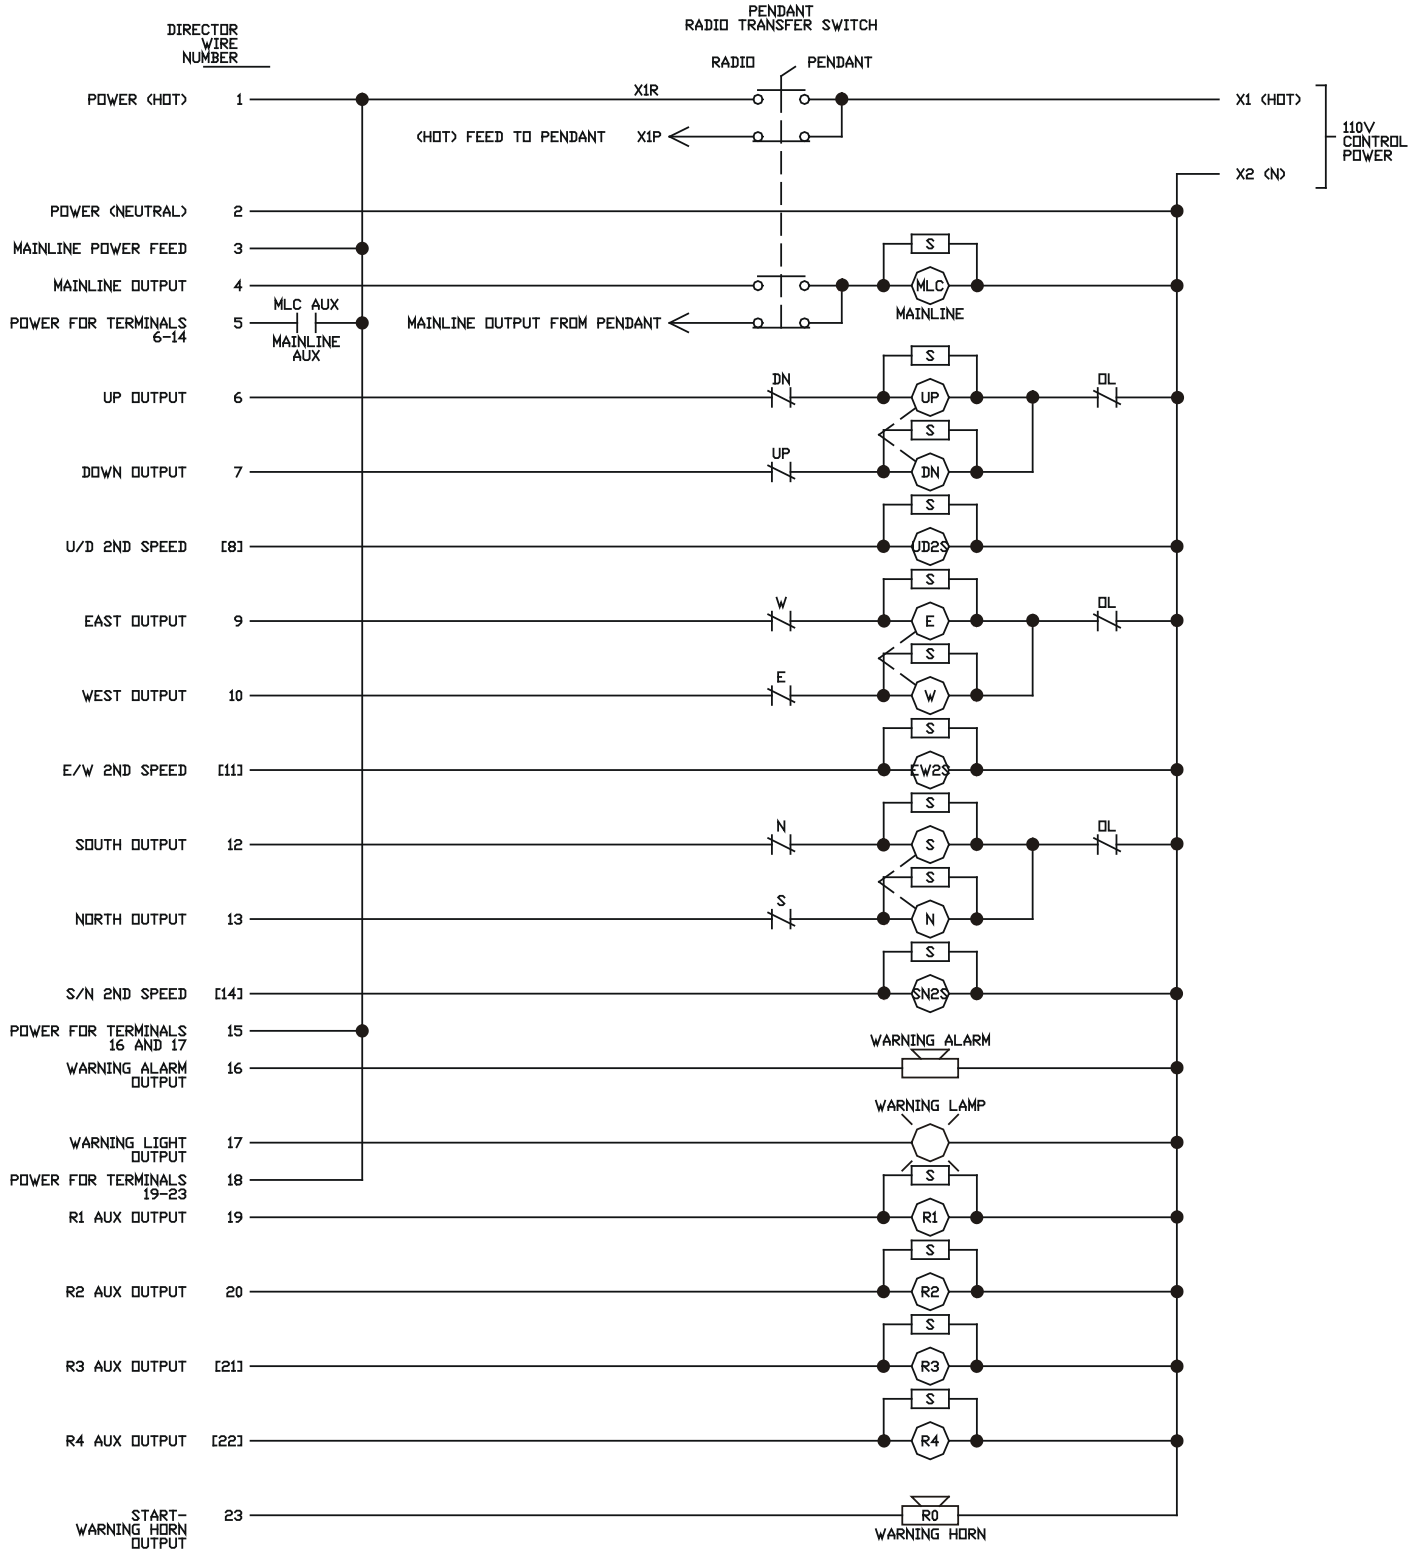 PENDANT
RADIO TRANSFER SWITCH
DIRECTOR
WIRE
NUMBER
RADIO PENDANT
POWER (HOT) 1 X1R X1 (HOT)
(HOT) FEED TO PENDANT X1P
110V
CONTROL
POWER
X2 (N)
POWER (NEUTRAL) 2
MAINLINE POWER FEED 3 S
MAINLINE OUTPUT 4 MLC
MLC AUX MAINLINE
POWER FOR TERMINALS 5 MAINLINE OUTPUT FROM PENDANT
6-14
MAINLINE
AUX
S
DN OL
UP OUTPUT 6 UP
S
UP
DOWN OUTPUT 7 DN
S
U/D 2ND SPEED [8] UD2S
S
W OL
EAST OUTPUT 9 E
S
E
WEST OUTPUT 10 W
S
E/W 2ND SPEED [11] EW2S
S
N OL
SOUTH OUTPUT 12 S
S
S
NORTH OUTPUT 13 N
S
S/N 2ND SPEED [14] SN2S
POWER FOR TERMINALS 15
16 AND 17
WARNING ALARM
WARNING ALARM 16
OUTPUT
WARNING LAMP
WARNING LIGHT 17
OUTPUT
POWER FOR TERMINALS 18 S
19-23
R1 AUX OUTPUT 19 R1
S
R2 AUX OUTPUT 20 R2
S
R3 AUX OUTPUT [21] R3
S
R4 AUX OUTPUT [22] R4
START- 23 R0
WARNING HORN
OUTPUT
WARNING HORN